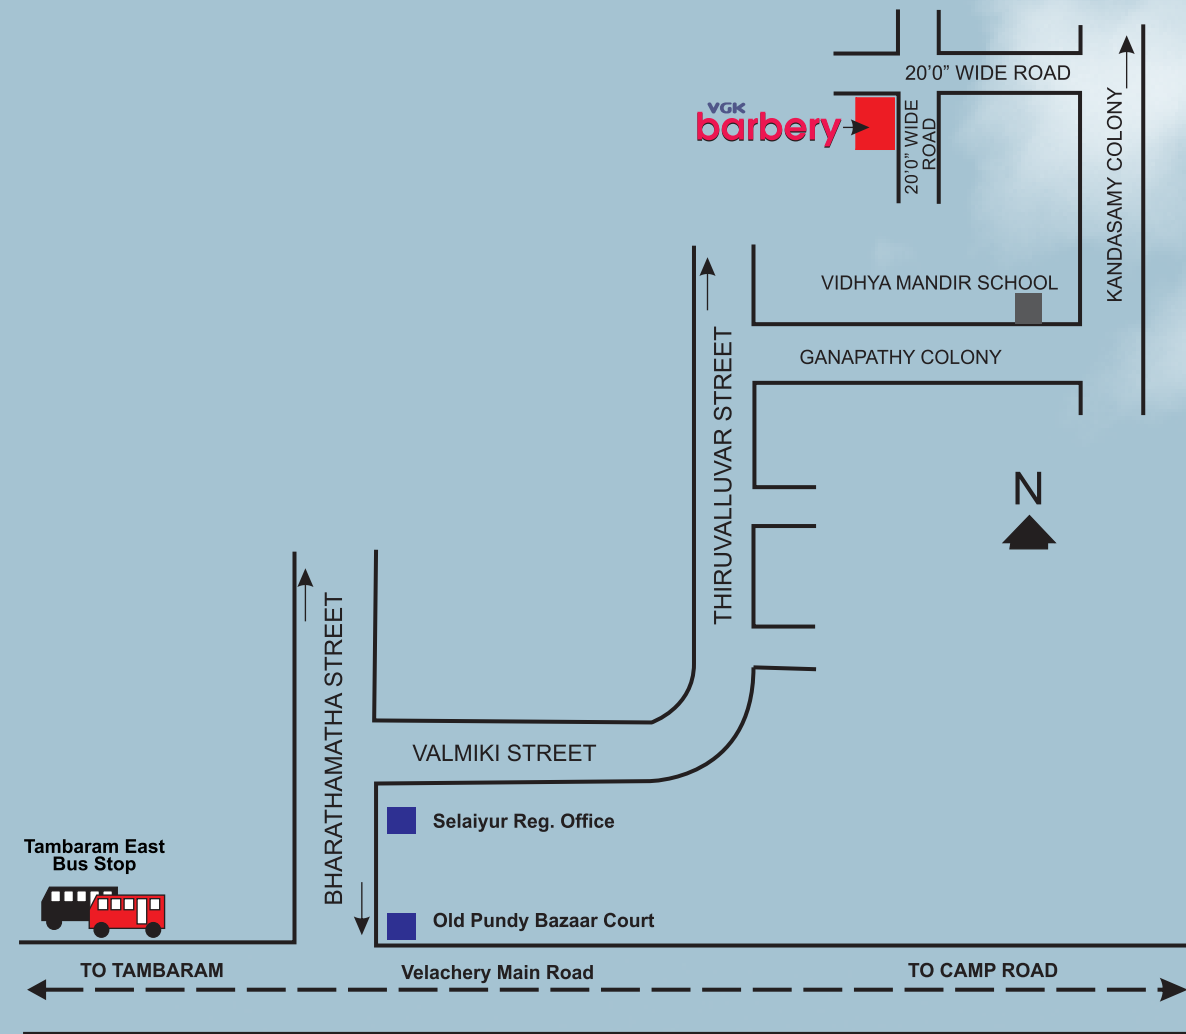 20’0” WIDE ROAD
VGK
barbery
20’0” WIDE
ROAD
KANDASAMY COLONY
VIDHYA MANDIR SCHOOL
GANAPATHY COLONY
THIRUVALLUVAR STREET
N
BHARATHAMATHA STREET
VALMIKI STREET
Selaiyur Reg. Office
Tambaram East
Bus Stop
Old Pundy Bazaar Court
TO TAMBARAM
Velachery Main Road
TO CAMP ROAD